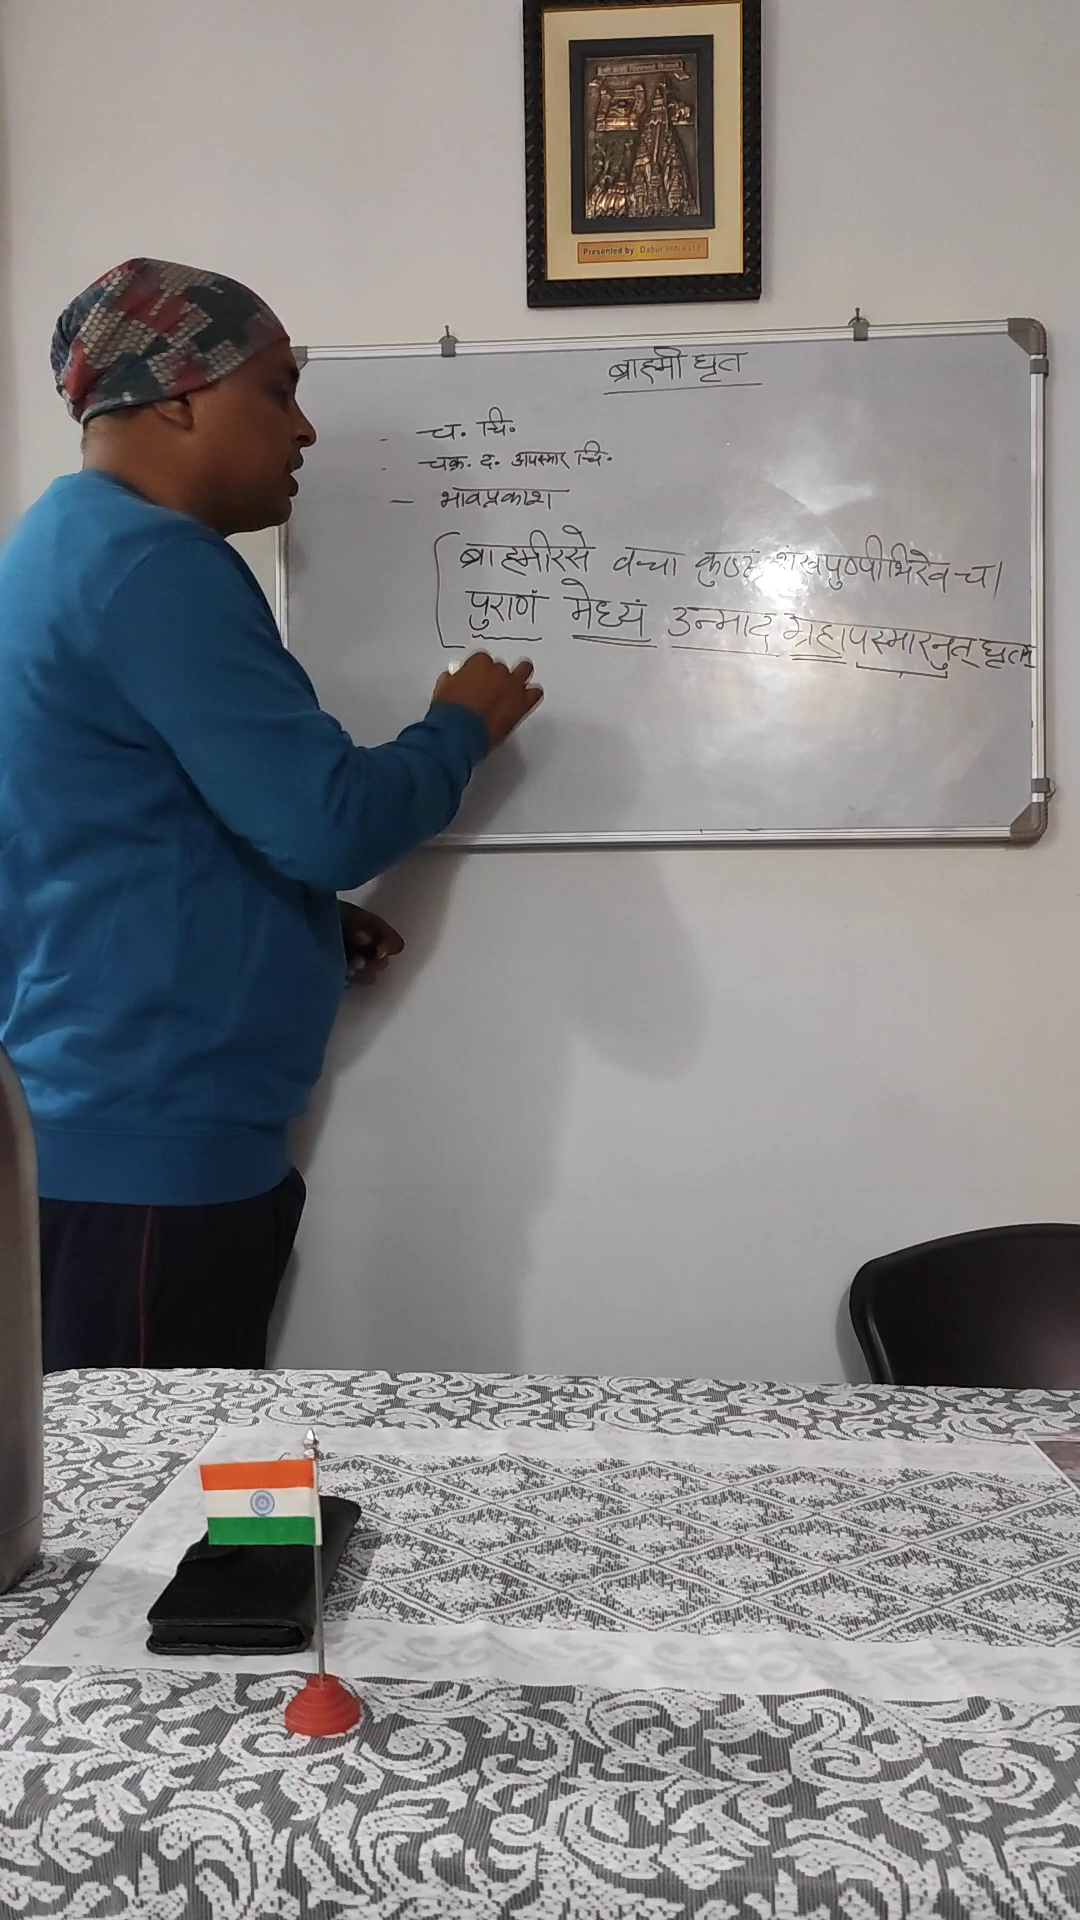 Presented by: Dabur India Ltd
ब्राह्मी घृत
- च. चि.
- चक्र. द. अपस्मार चि.
- भावप्रकाश
ब्राह्मीरसे वचा कुष्ठ शंखपुष्पीभिरेव च।
पुराणं मेध्यं उन्माद ग्रहापस्मारनुत् घृतम्